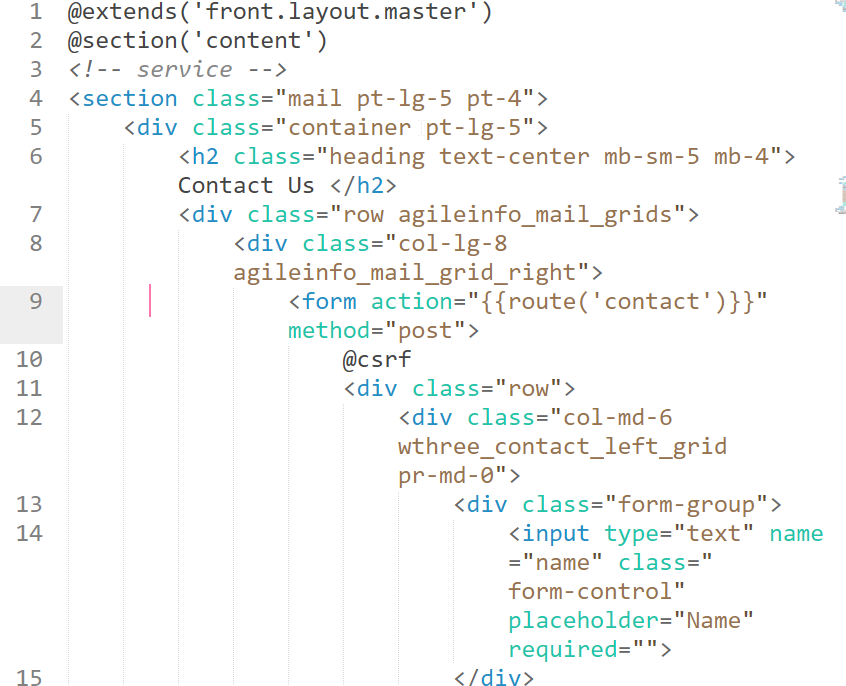 1 @extends('front.layout.master')
2 @section('content')
3 <!-- service -->
4 <section class="mail pt-lg-5 pt-4">
5 <div class="container pt-lg-5">
6 <h2 class="heading text-center mb-sm-5 mb-4">
Contact Us </h2>
7 <div class="row agileinfo_mail_grids">
8 <div class="col-lg-8
agileinfo_mail_grid_right">
9 <form action="{{route('contact')}}"
method="post">
10 @csrf
11 <div class="row">
12 <div class="col-md-6
wthree_contact_left_grid
pr-md-0">
13 <div class="form-group">
14 <input type="text" name
="name" class="
form-control"
placeholder="Name"
required="">
15 </div>